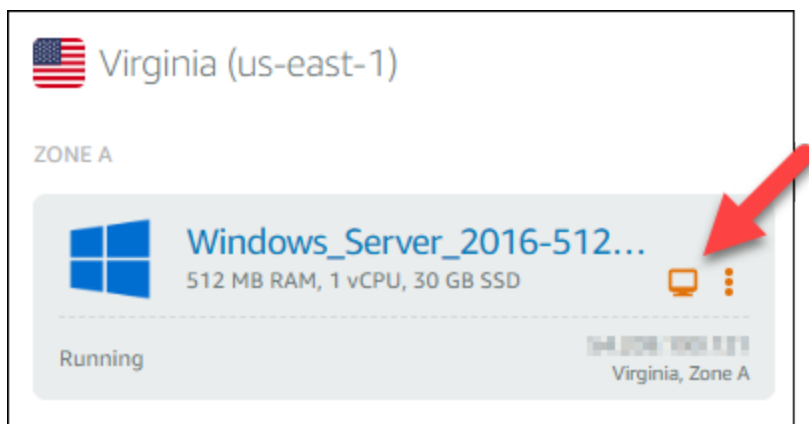 Virginia (us-east-1)
ZONE A
Windows_Server_2016-512...
512 MB RAM, 1 vCPU, 30 GB SSD
Running
Virginia, Zone A